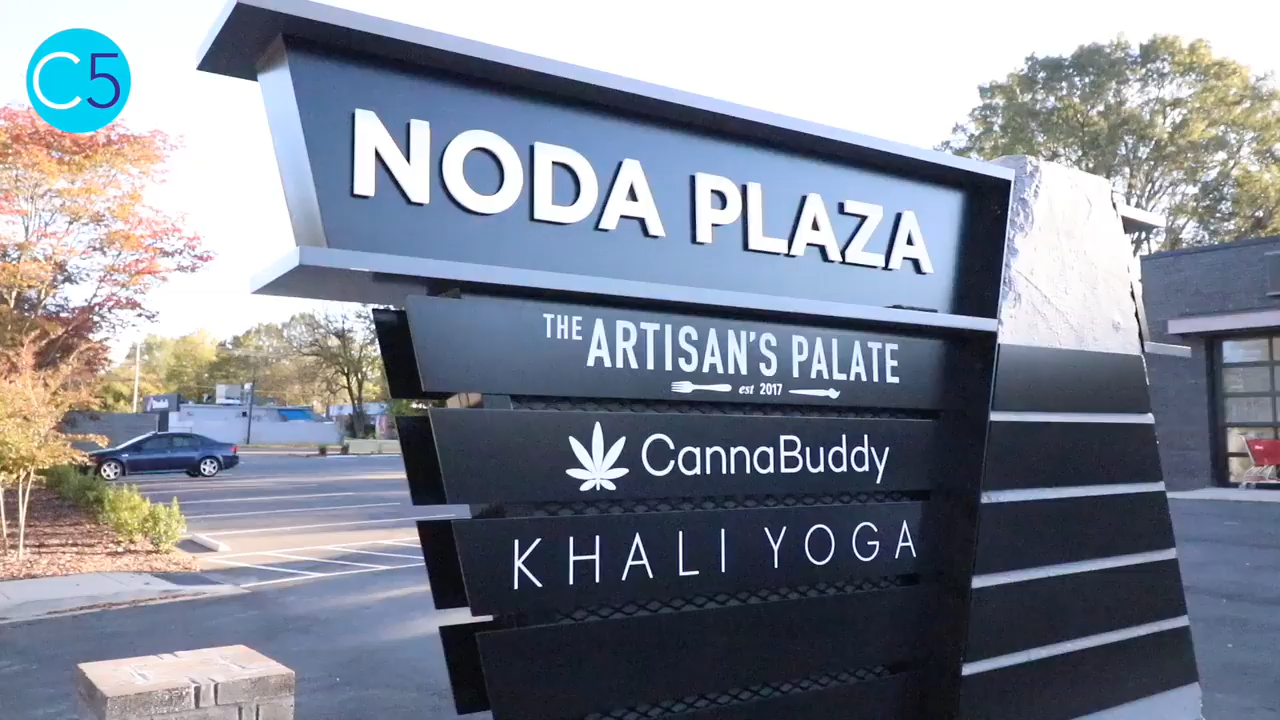 C5
NODA PLAZA
THE ARTISAN'S PALATE
est 2017
CannaBuddy
KHALI YOGA